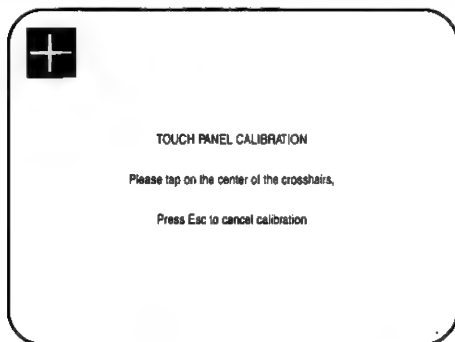 TOUCH PANEL CALIBRATION
Please tap on the center of the crosshairs,
Press Esc to cancel calibration